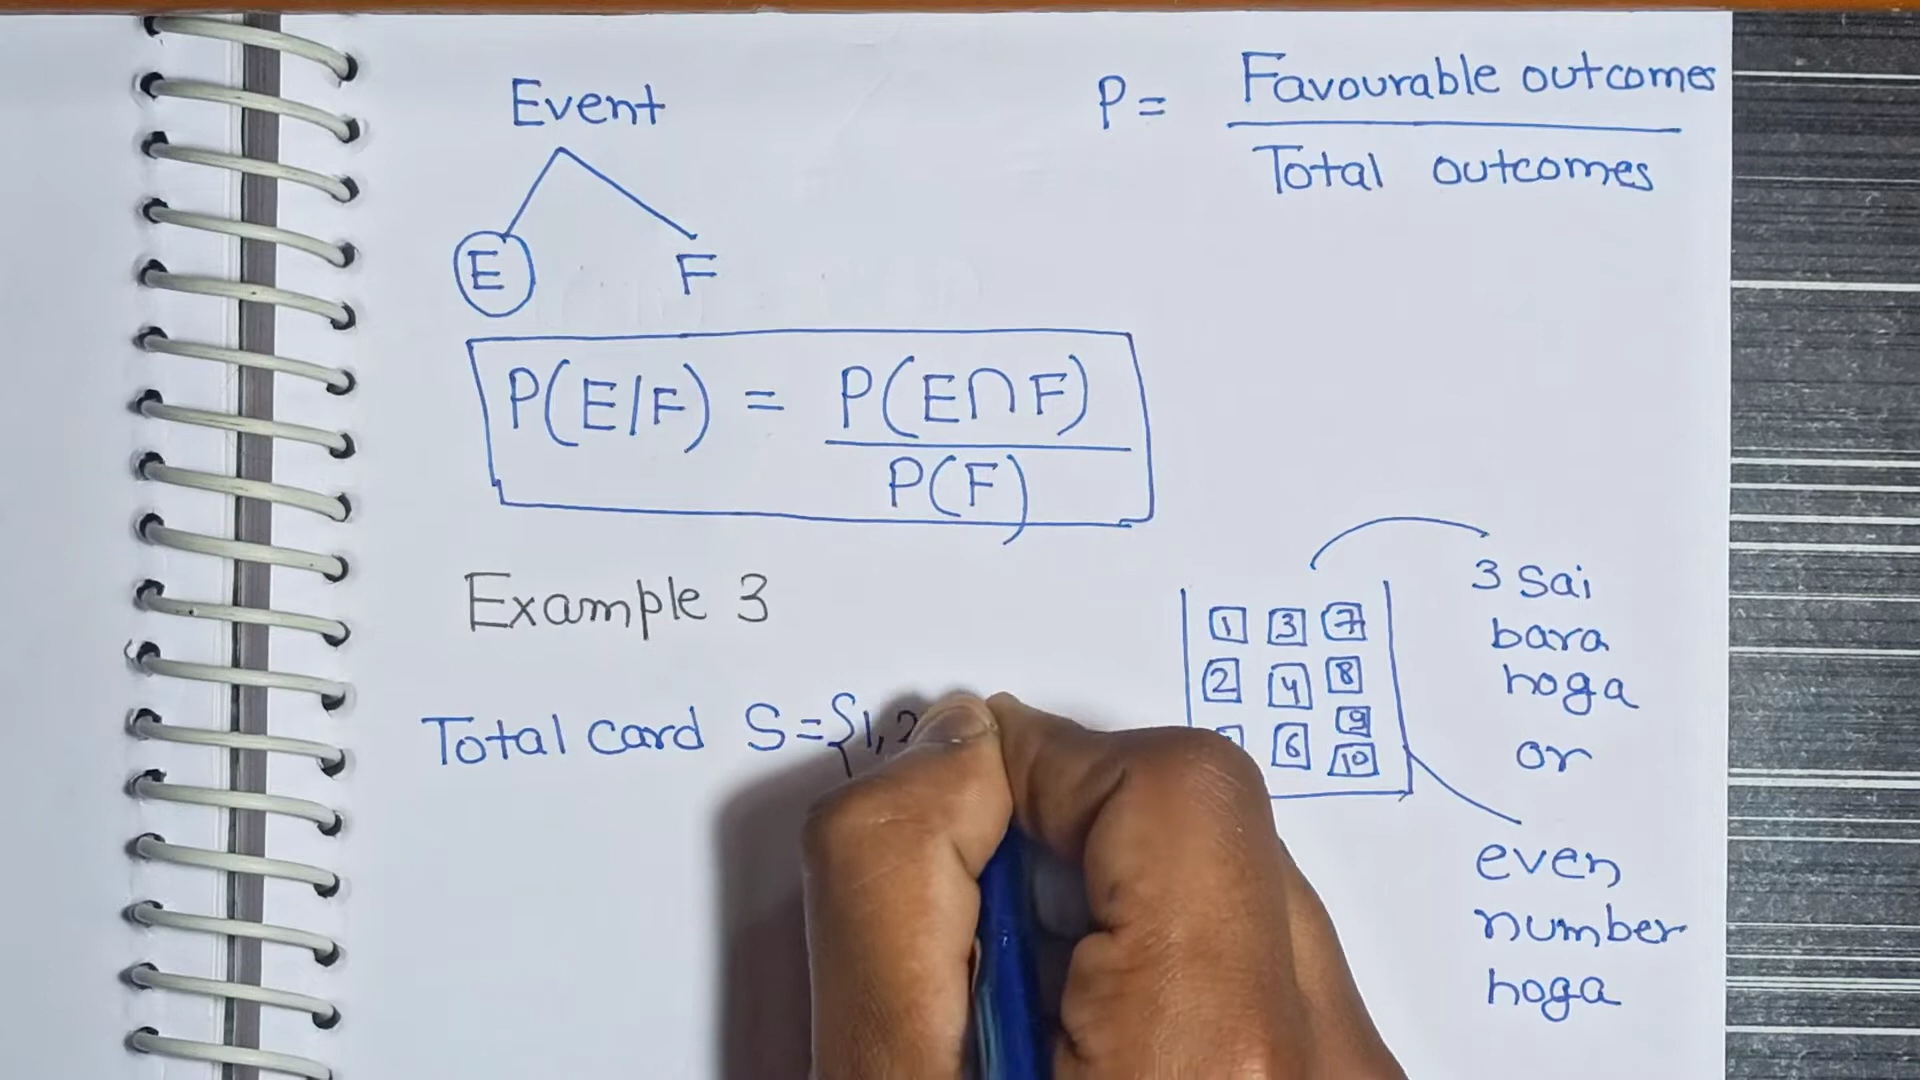 Event
E F
P = Favourable outcomes
Total outcomes
P(E/F) = P(E∩F)
P(F)
Example 3
Total card S={1,2
1 3 7
2 4 8
9
6 10
3 Sai
bara
hoga
or
even
number
hoga